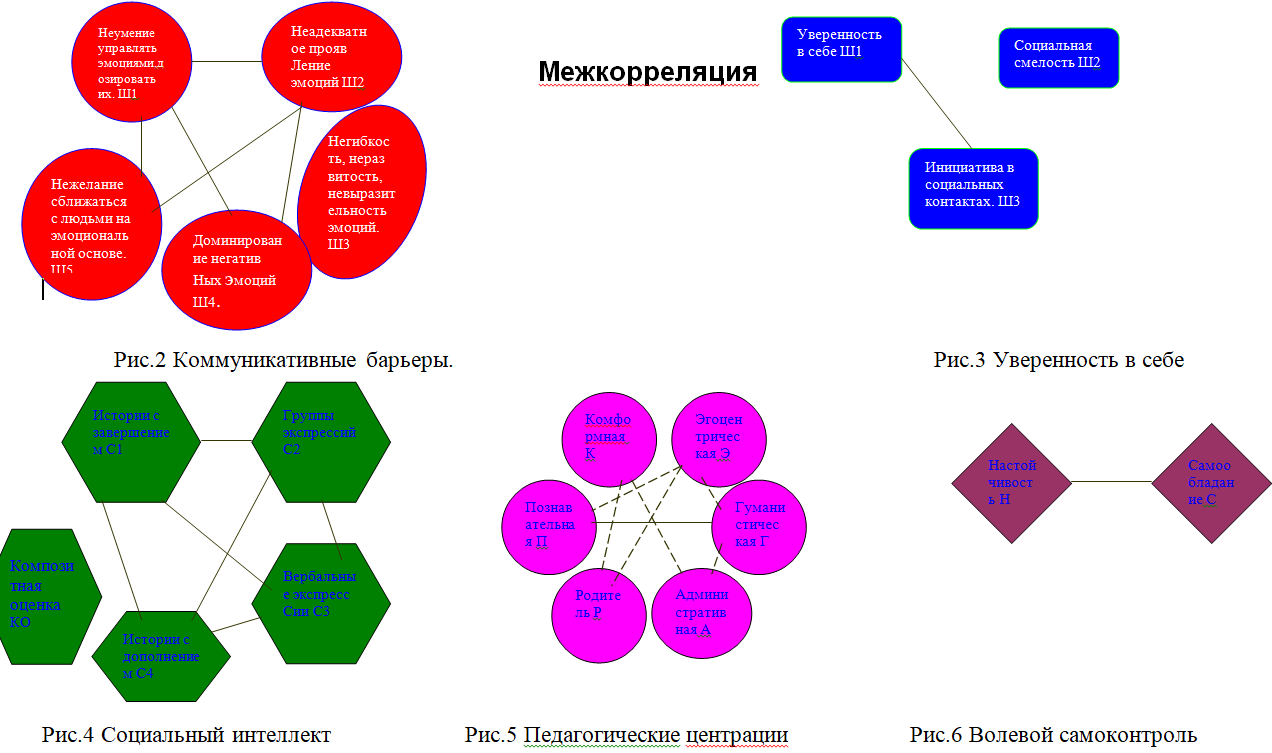 Неумение
управлять
эмоциями,д
озировать
их. Ш1
Неадекватн
ое прояв
Ление
эмоций Ш2
Межкорреляция
Уверенность
в себе Ш1
Социальная
смелость Ш2
Негибкос
ть, нераз
витость,
невыразит
ельность
эмоций.
Ш3
Нежелание
сближаться
с людьми на
эмоциональ
ной основе.
Ш5
Доминирован
ие негатив
Ных Эмоций
Ш4.
Инициатива в
социальных
контактах. Ш3
Рис.2 Коммуникативные барьеры.
Рис.3 Уверенность в себе
Истории с
завершение
м С1
Группы
экспрессий
С2
Компози
тная
оценка
КО
Вербальны
е экспресс
Сии С3
Истории с
дополнение
м С4
Комфо
рмная
К
Эгоцен
тричес
кая Э
Познав
ательна
я П
Гумани
стичес
кая Г
Родите
ль Р
Админи
стратив
ная А
Настой
чивост
ь Н
Самоо
бладан
ие С
Рис.4 Социальный интеллект
Рис.5 Педагогические центрации
Рис.6 Волевой самоконтроль